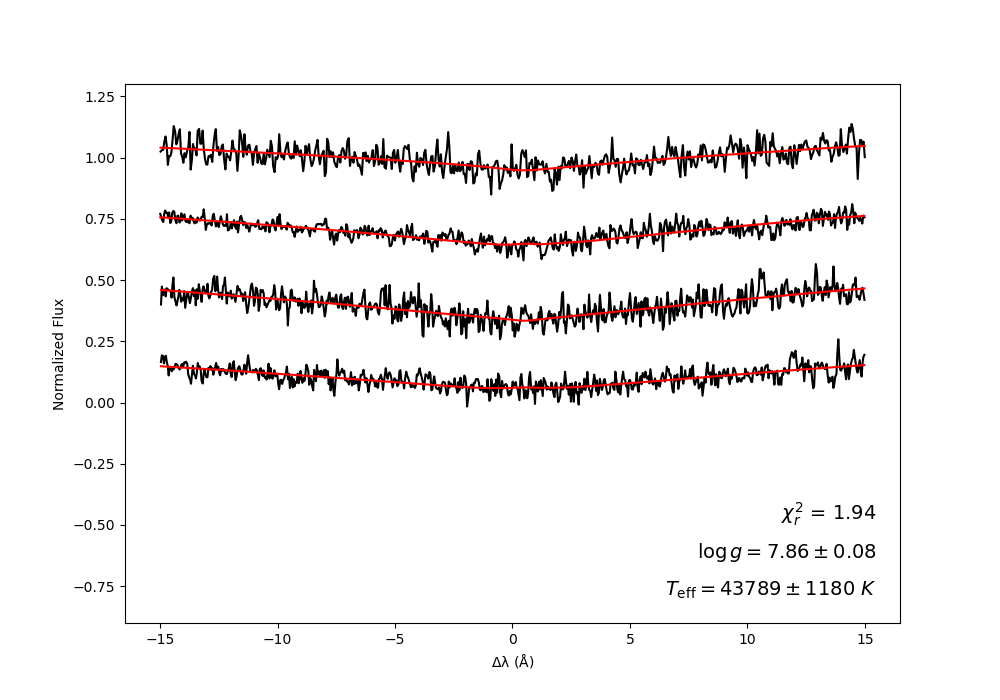 1.25
1.00
0.75
0.50
0.25
0.00
−0.25
−0.50
−0.75
Normalized Flux
χ²ᵣ = 1.94
log g = 7.86 ± 0.08
T_eff = 43789 ± 1180 K
−15 −10 −5 0 5 10 15
Δλ (Å)